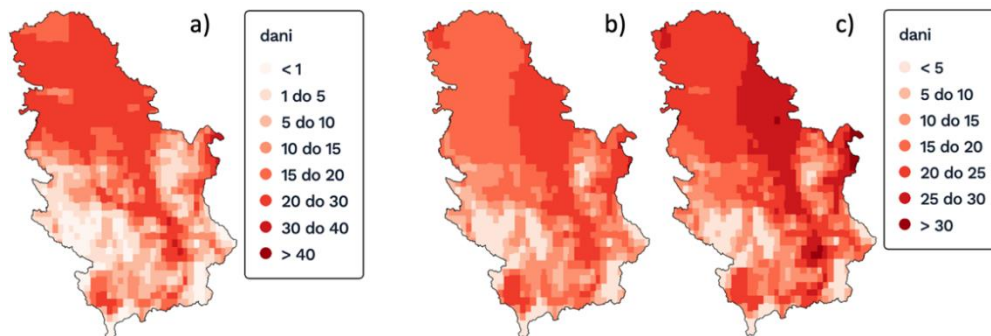 a)
dani
< 1
1 do 5
5 do 10
10 do 15
15 do 20
20 do 30
30 do 40
> 40
b)
c)
dani
< 5
5 do 10
10 do 15
15 do 20
20 do 25
25 do 30
> 30